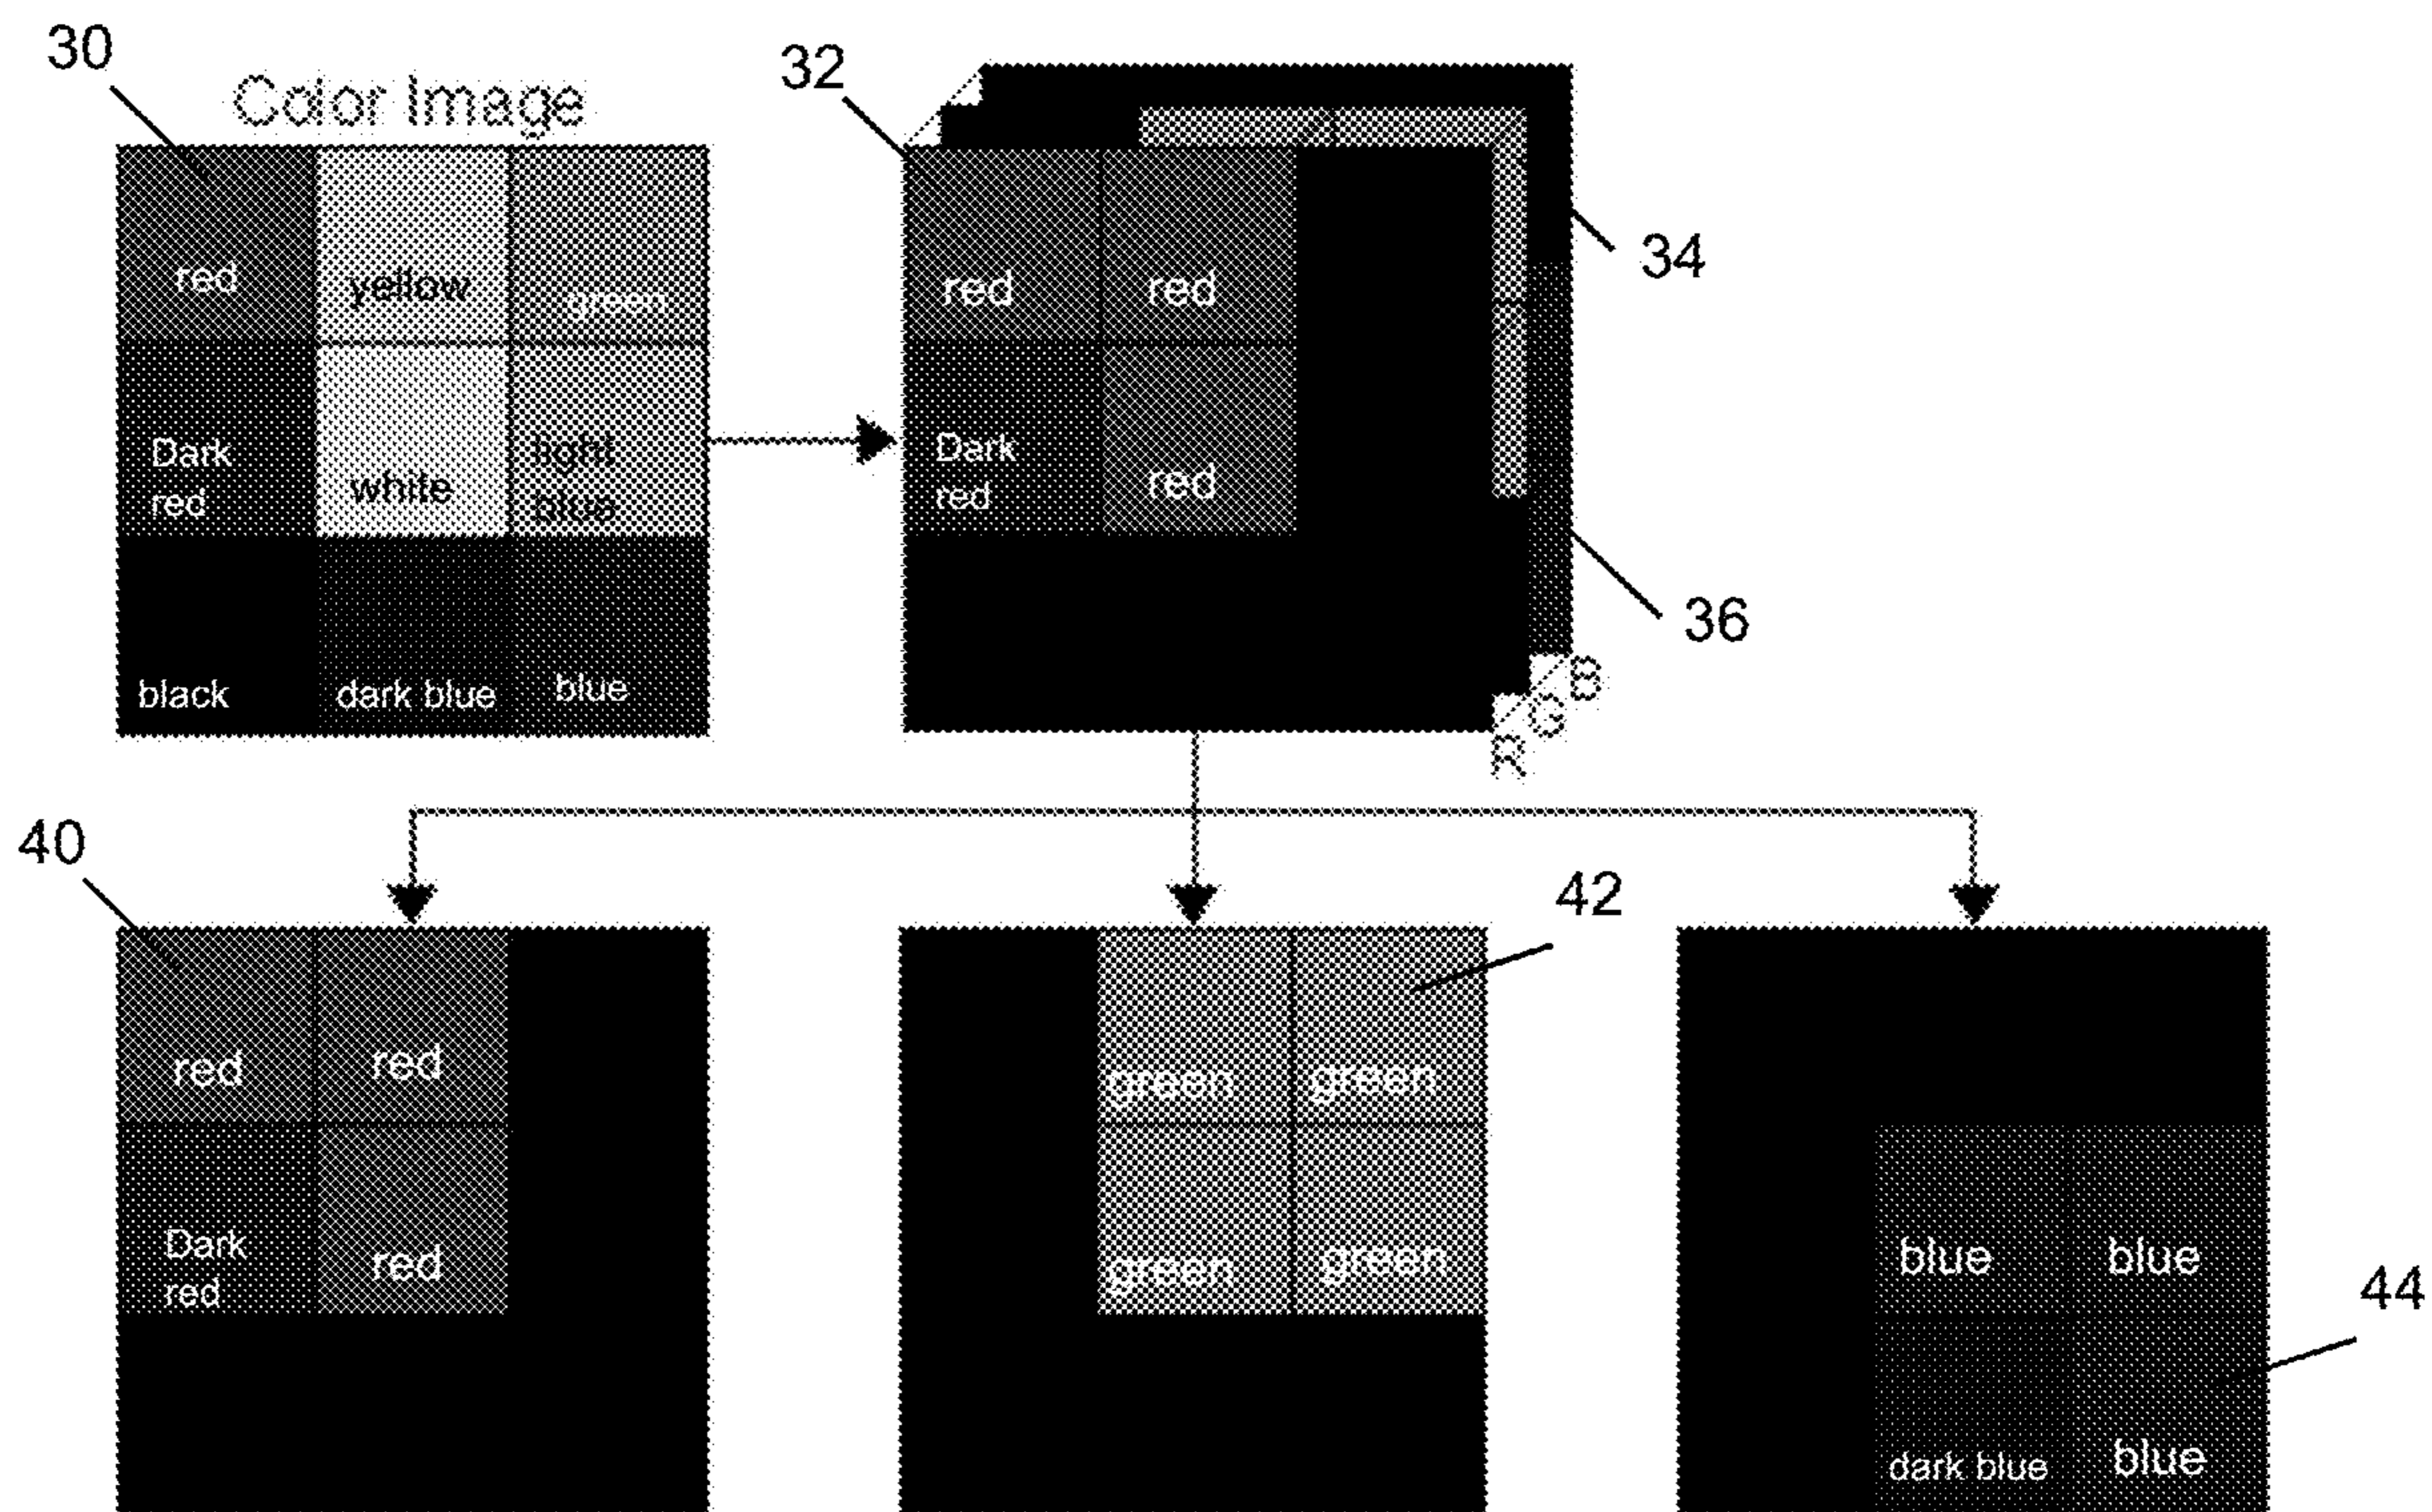 30
Color Image
32
34
red
yellow
green
red
red
Dark
red
white
light
blue
Dark
red
red
36
black
dark blue
blue
B
G
R
40
42
red
red
green
green
Dark
red
red
green
green
blue
blue
44
dark blue
blue